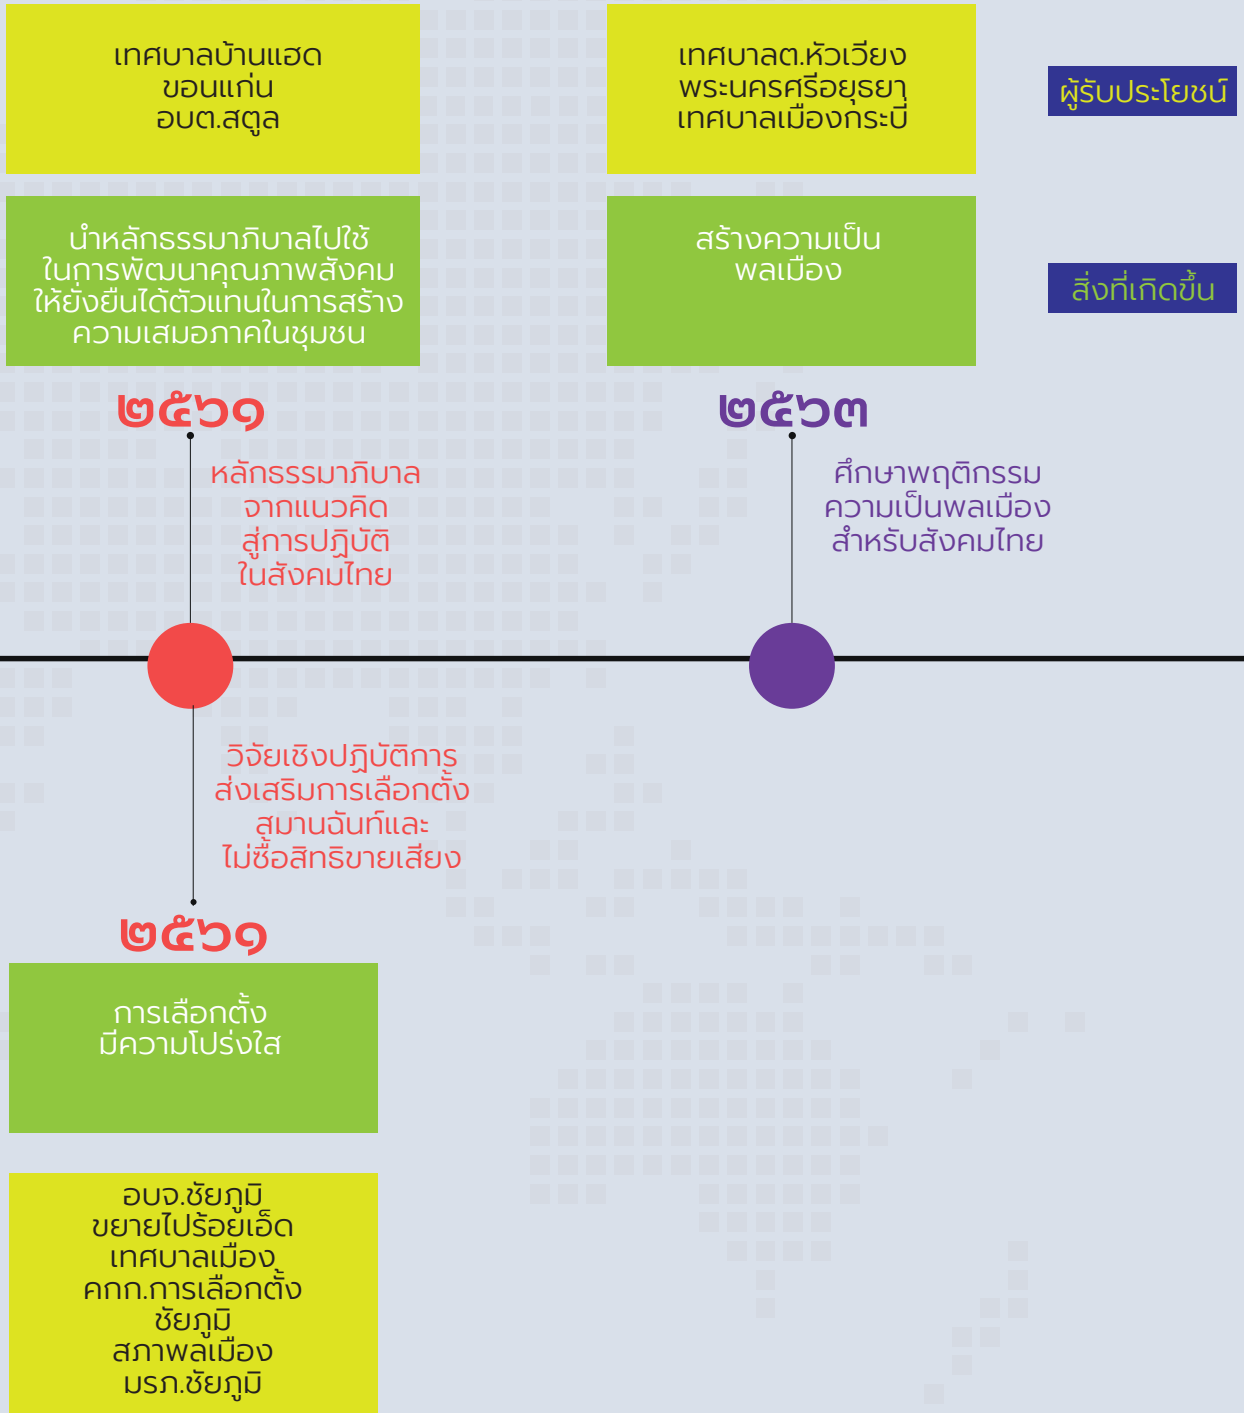 เทศบาลบ้านแฮด
ขอนแก่น
อบต.สตูล
เทศบาลต.หัวเวียง
พระนครศรีอยุธยา
เทศบาลเมืองกระบี่
ผู้รับประโยชน์
นำหลักธรรมาภิบาลไปใช้
ในการพัฒนาคุณภาพสังคม
ให้ยั่งยืนได้ตัวแทนในการสร้าง
ความเสมอภาคในชุมชน
สร้างความเป็น
พลเมือง
สิ่งที่เกิดขึ้น
๒๕๖๑
หลักธรรมาภิบาล
จากแนวคิด
สู่การปฏิบัติ
ในสังคมไทย
๒๕๖๓
ศึกษาพฤติกรรม
ความเป็นพลเมือง
สำหรับสังคมไทย
วิจัยเชิงปฏิบัติการ
ส่งเสริมการเลือกตั้ง
สมานฉันท์และ
ไม่ซื้อสิทธิขายเสียง
๒๕๖๑
การเลือกตั้ง
มีความโปร่งใส
อบจ.ชัยภูมิ
ขยายไปร้อยเอ็ด
เทศบาลเมือง
คกก.การเลือกตั้ง
ชัยภูมิ
สภาพลเมือง
มรภ.ชัยภูมิ